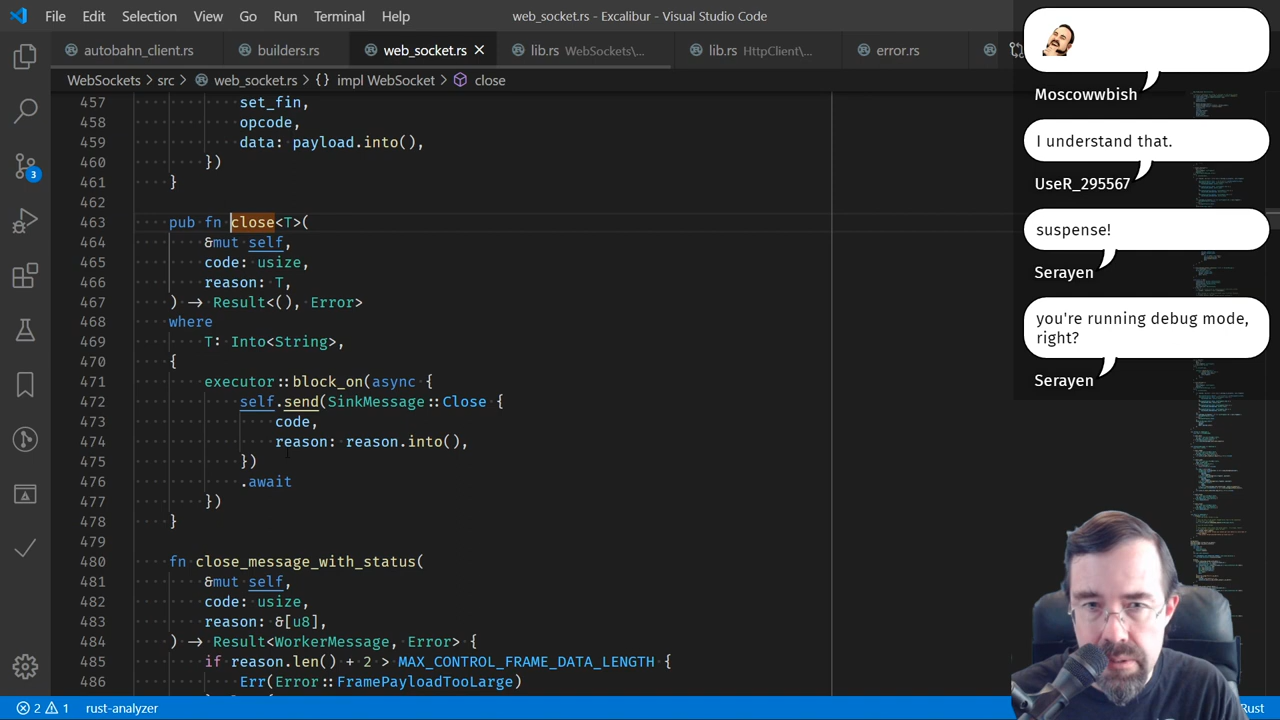 File Edit Selection View Go Run Terminal Help
web_socket.rs - Excalibur - Visual Studio Code
autobahn_client.rs
builders.rs
web_socket.rs
lib.rs WebSockets\...
lib.rs HttpClient\...
error.rs
WebSockets > src > web_socket.rs > {} impl WebSocket > close
457 set_fin,
458 opcode,
459 data: payload.into(),
460 })
461 }
462
463 pub fn close<T>(
464 &mut self,
465 code: usize,
466 reason: T,
467 ) -> Result<(), Error>
468 where
469 T: Into<String>,
470 {
471 executor::block_on(async {
472 self.send(SinkMessage::Close {
473 code,
474 reason: reason.into(),
475 })
476 .await
477 })
478 }
479
480 fn close_message_with_status(
481 &mut self,
482 code: usize,
483 reason: &[u8],
484 ) -> Result<WorkerMessage, Error> {
485 if reason.len() + 2 > MAX_CONTROL_FRAME_DATA_LENGTH {
486 Err(Error::FramePayloadTooLarge)
Moscowwbish
I understand that.
UseR_295567
suspense!
Serayen
you're running debug mode,
right?
Serayen
3
2 1 rust-analyzer
Rust